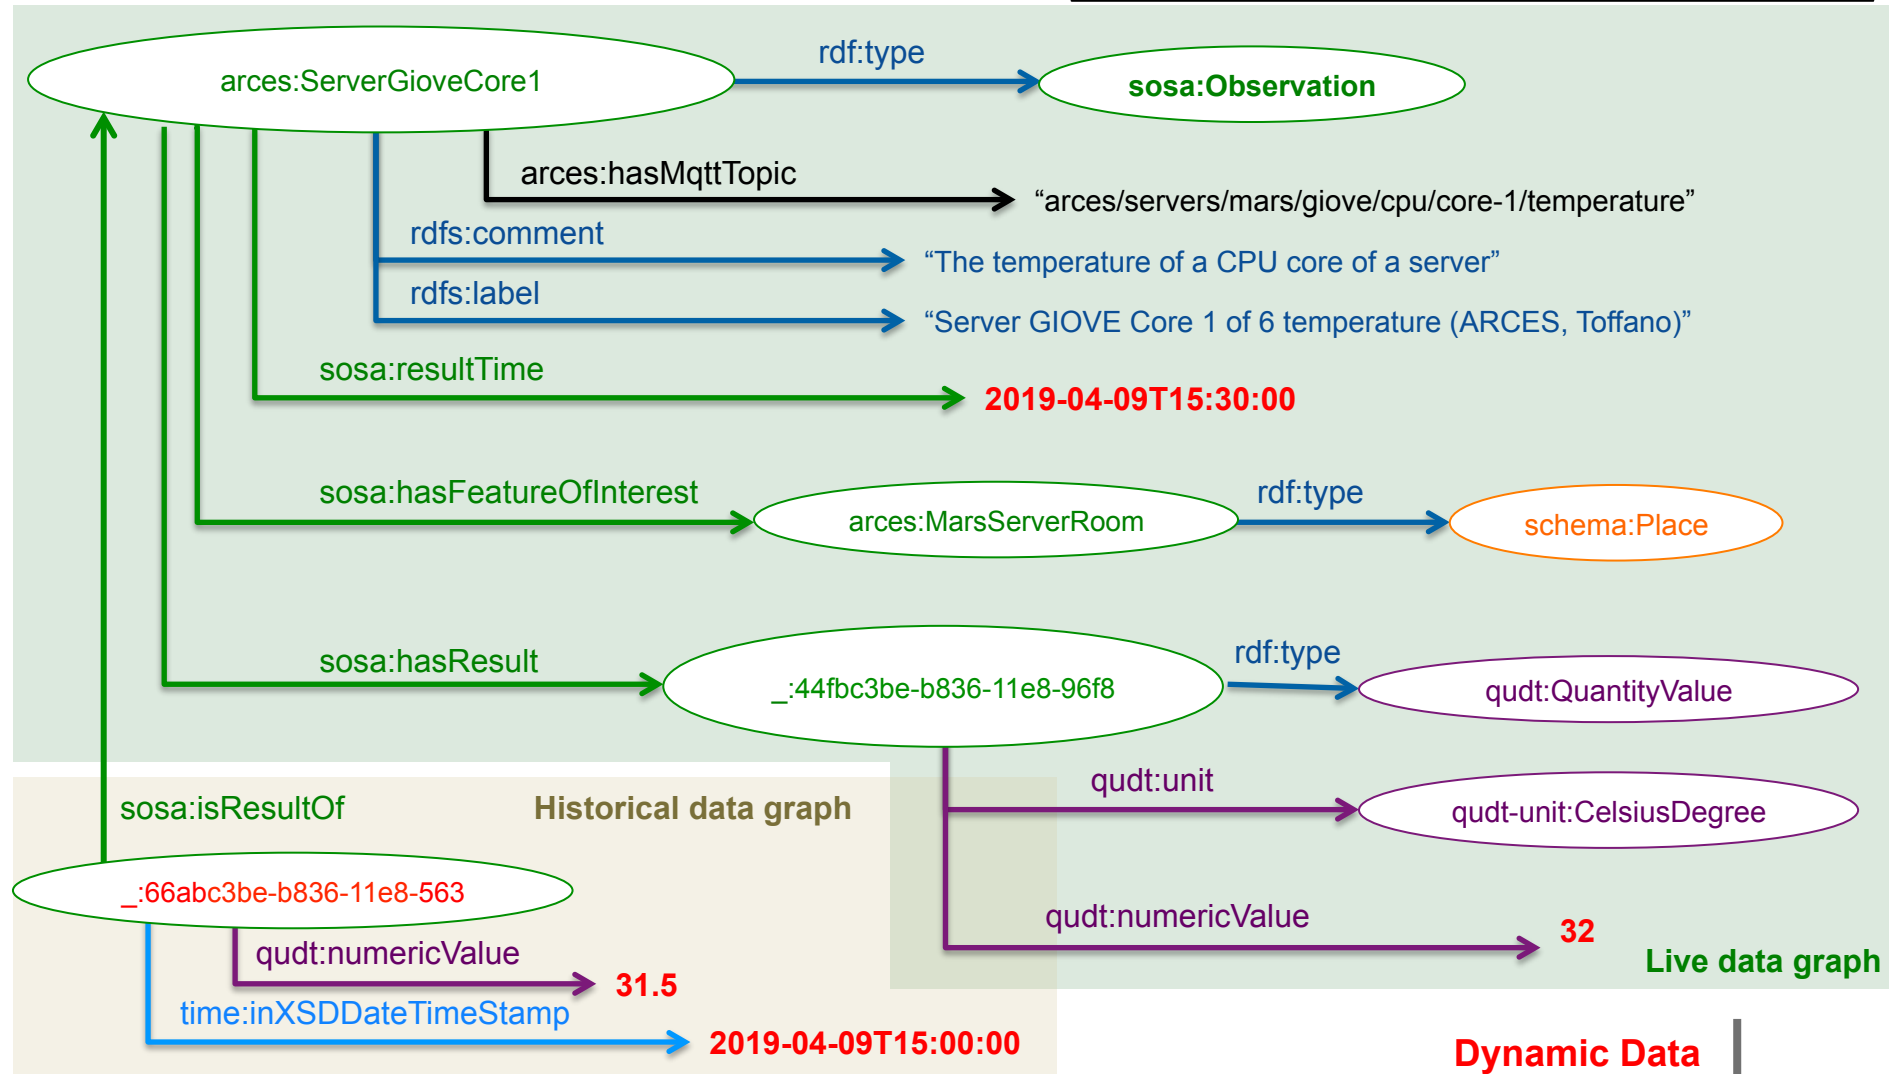 rdf:type
arces:ServerGioveCore1
sosa:Observation
arces:hasMqttTopic
“arces/servers/mars/giove/cpu/core-1/temperature”
rdfs:comment
“The temperature of a CPU core of a server”
rdfs:label
“Server GIOVE Core 1 of 6 temperature (ARCES, Toffano)”
sosa:resultTime
2019-04-09T15:30:00
sosa:hasFeatureOfInterest
rdf:type
arces:MarsServerRoom
schema:Place
sosa:hasResult
rdf:type
_:44fbc3be-b836-11e8-96f8
qudt:QuantityValue
qudt:unit
qudt-unit:CelsiusDegree
sosa:isResultOf
Historical data graph
_:66abc3be-b836-11e8-563
qudt:numericValue
32
Live data graph
qudt:numericValue
31.5
time:inXSDDateTimeStamp
2019-04-09T15:00:00
Dynamic Data